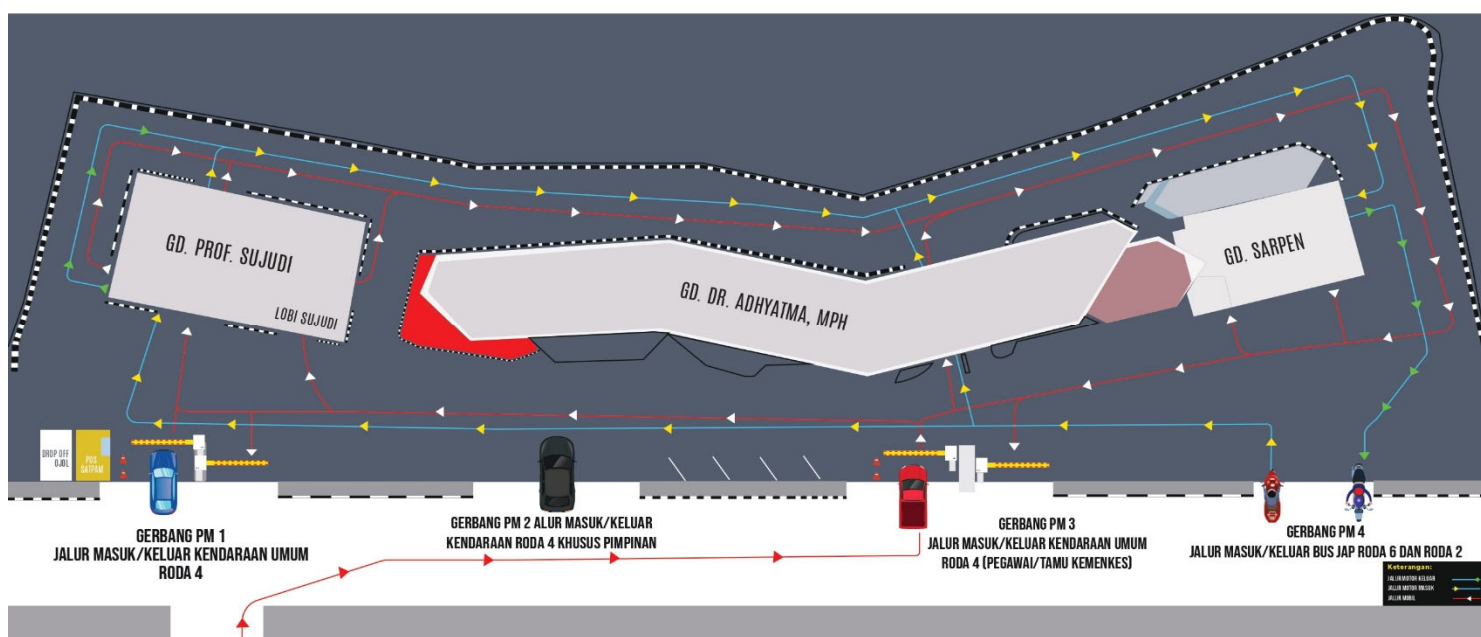 GD. PROF. SUJUDI
LOBI SUJUDI
GD. DR. ADHYATMA, MPH
GD. SARPEN
DROP OFF
OJOL
POS
SATPAM
GERBANG PM 1
JALUR MASUK/KELUAR KENDARAAN UMUM
RODA 4
GERBANG PM 2 ALUR MASUK/KELUAR
KENDARAAN RODA 4 KHUSUS PIMPINAN
GERBANG PM 3
JALUR MASUK/KELUAR KENDARAAN UMUM
RODA 4 (PEGAWAI/TAMU KEMENKES)
GERBANG PM 4
JALUR MASUK/KELUAR BUS JAP RODA 6 DAN RODA 2
Keterangan:
JALUR MOTOR KELUAR
JALUR MOTOR MASUK
JALUR MOBIL